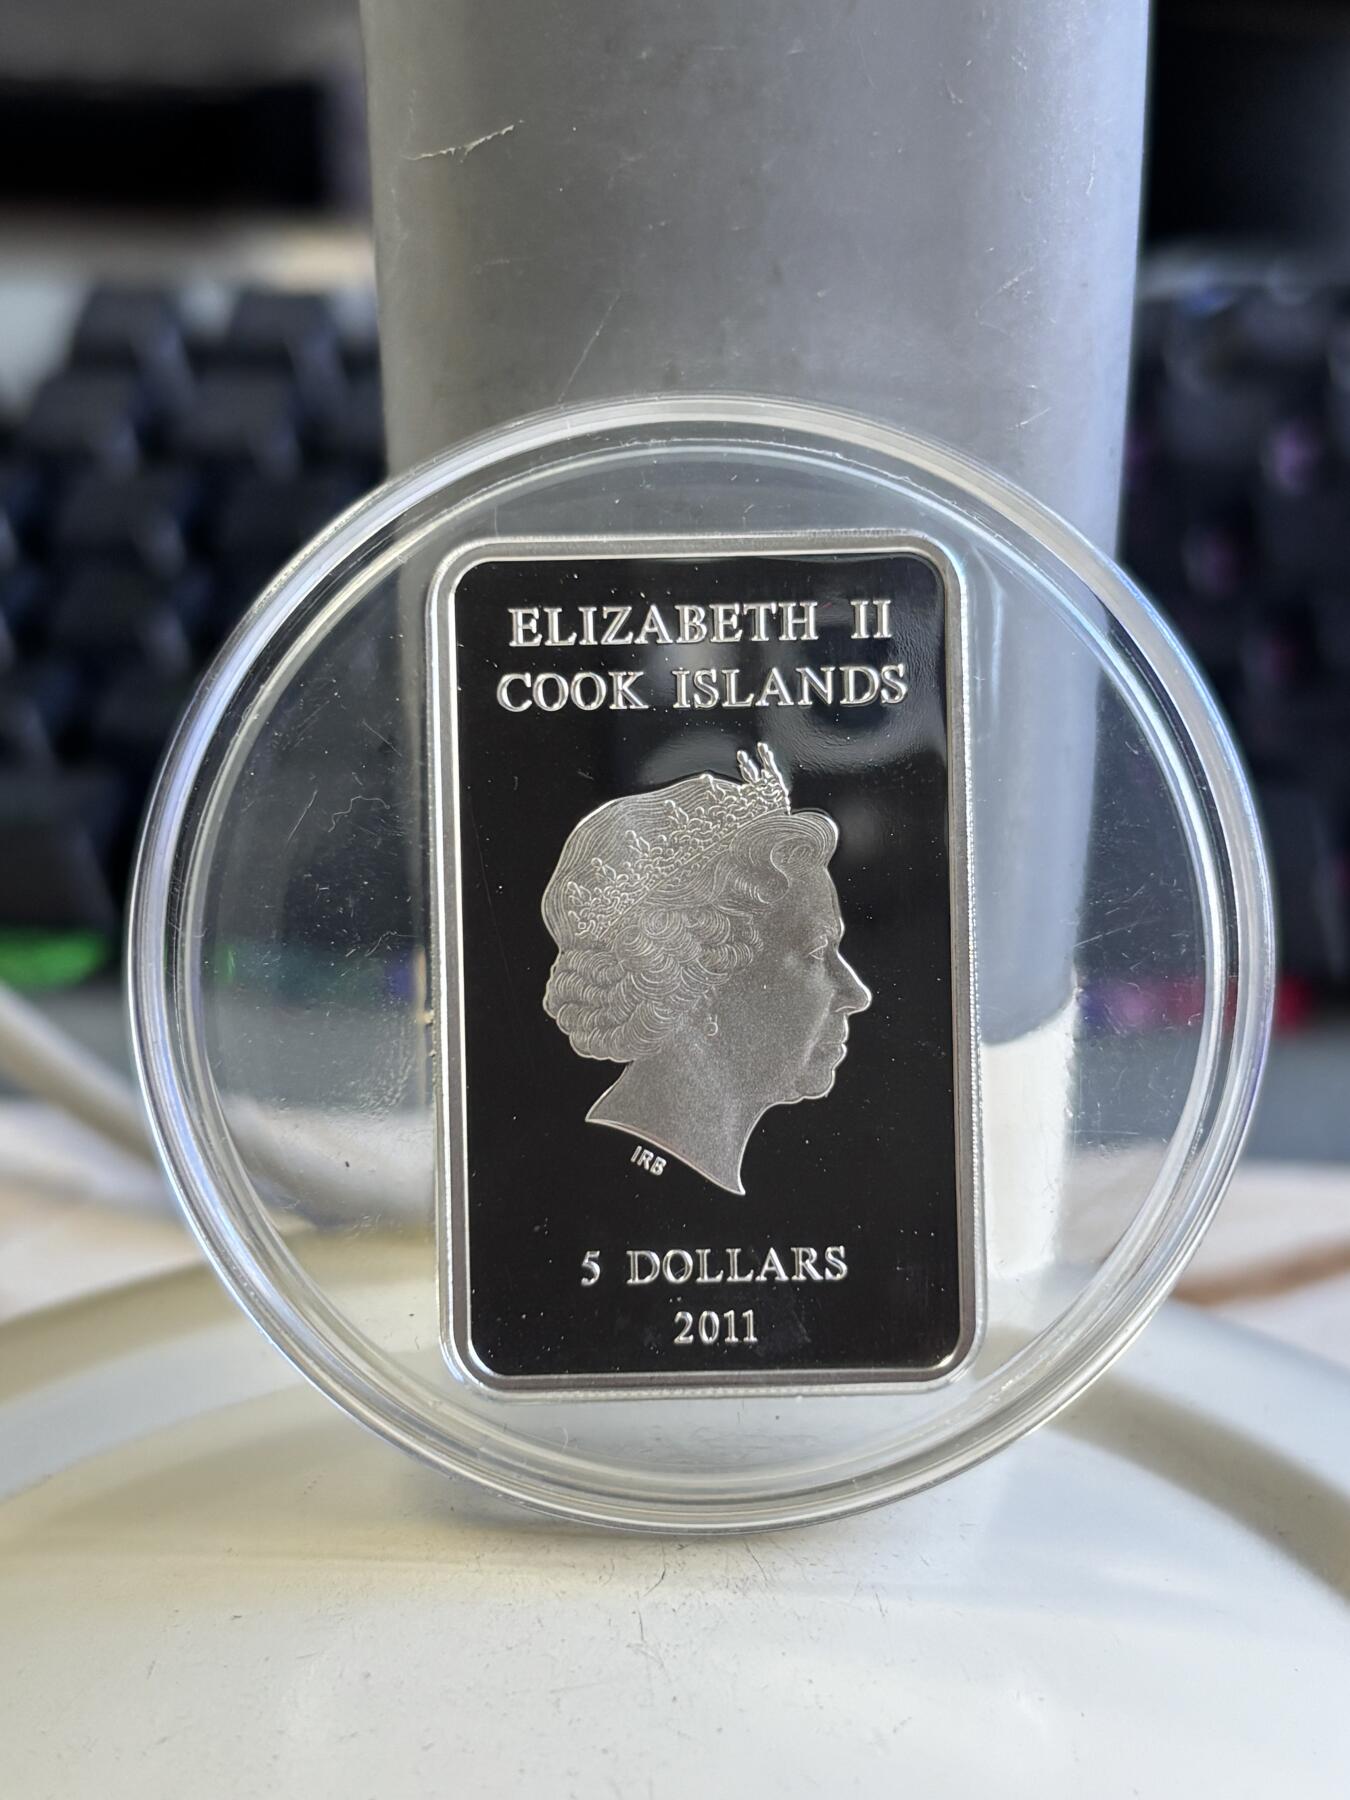 ELIZABETH II
COOK ISLANDS
IRB
5 DOLLARS
2011